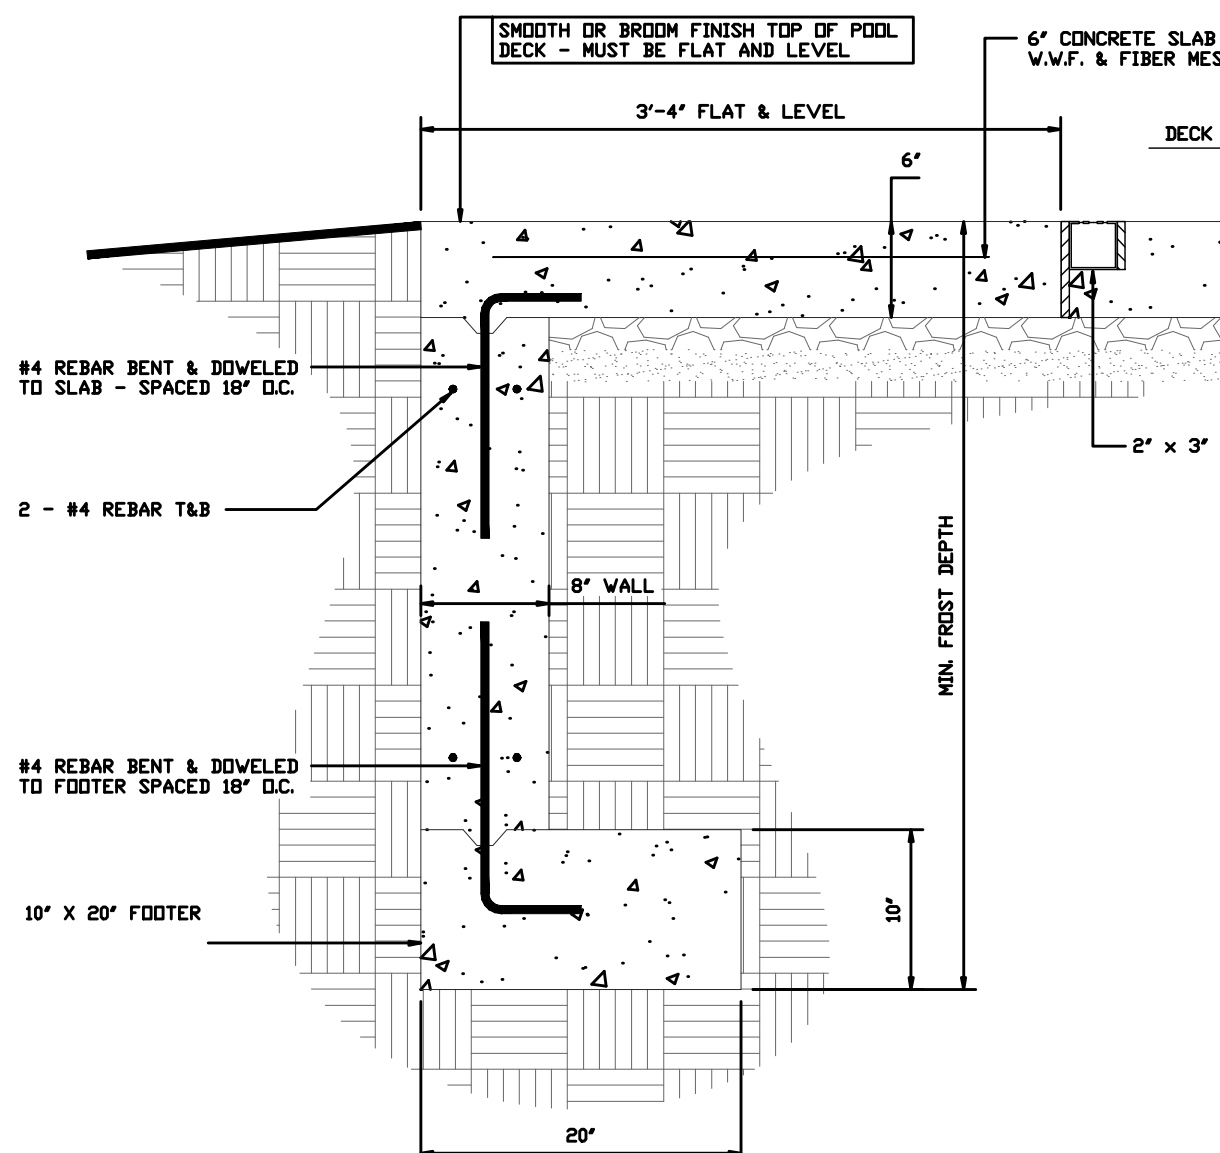 SMOOTH OR BROOM FINISH TOP OF POOL
DECK - MUST BE FLAT AND LEVEL
6" CONCRETE SLAB
W.W.F. & FIBER MES
3'-4" FLAT & LEVEL
DECK
6"
#4 REBAR BENT & DOWELED
TO SLAB - SPACED 18" O.C.
2" x 3"
2 - #4 REBAR T&B
MIN. FROST DEPTH
8" WALL
#4 REBAR BENT & DOWELED
TO FOOTER SPACED 18" O.C.
10" X 20" FOOTER
10"
20"